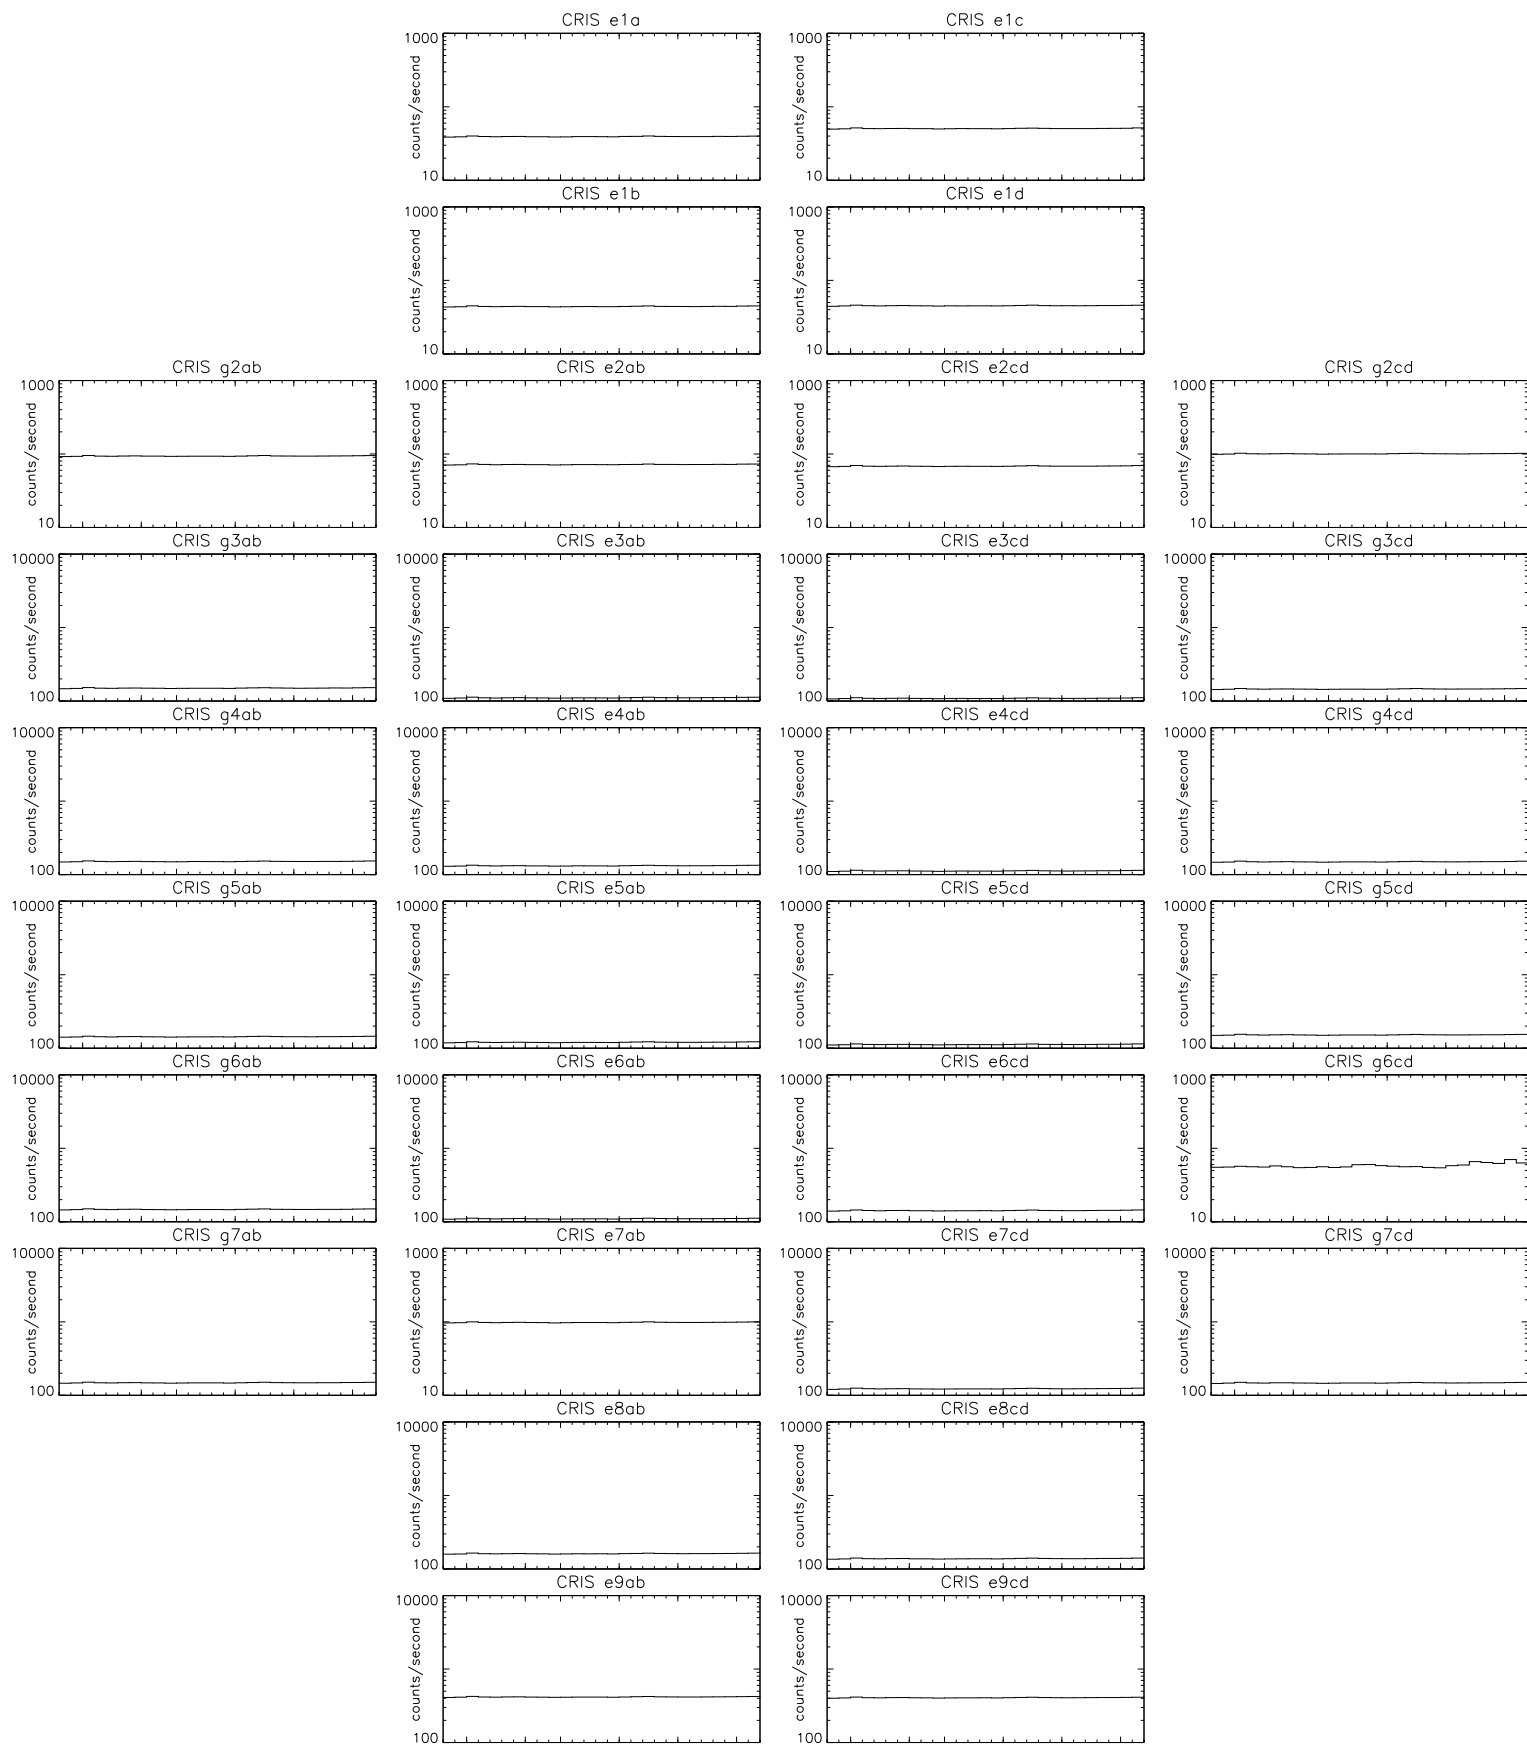 CRIS e1a
1000
counts/second
10
CRIS e1c
1000
counts/second
10
CRIS e1b
1000
counts/second
10
CRIS e1d
1000
counts/second
10
CRIS g2ab
1000
counts/second
10
CRIS e2ab
1000
counts/second
10
CRIS e2cd
1000
counts/second
10
CRIS g2cd
1000
counts/second
10
CRIS g3ab
10000
counts/second
100
CRIS e3ab
10000
counts/second
100
CRIS e3cd
10000
counts/second
100
CRIS g3cd
10000
counts/second
100
CRIS g4ab
10000
counts/second
100
CRIS e4ab
10000
counts/second
100
CRIS e4cd
10000
counts/second
100
CRIS g4cd
10000
counts/second
100
CRIS g5ab
10000
counts/second
100
CRIS e5ab
10000
counts/second
100
CRIS e5cd
10000
counts/second
100
CRIS g5cd
10000
counts/second
100
CRIS g6ab
10000
counts/second
100
CRIS e6ab
10000
counts/second
100
CRIS e6cd
10000
counts/second
100
CRIS g6cd
1000
counts/second
10
CRIS g7ab
10000
counts/second
100
CRIS e7ab
1000
counts/second
10
CRIS e7cd
10000
counts/second
100
CRIS g7cd
10000
counts/second
100
CRIS e8ab
10000
counts/second
100
CRIS e8cd
10000
counts/second
100
CRIS e9ab
10000
counts/second
100
CRIS e9cd
10000
counts/second
100